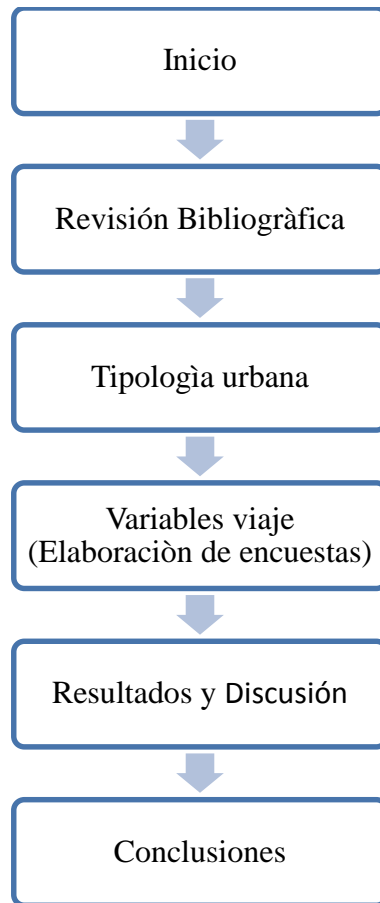 Inicio
Revisión Bibliogràfica
Tipologìa urbana
Variables viaje
(Elaboraciòn de encuestas)
Resultados y Discusión
Conclusiones